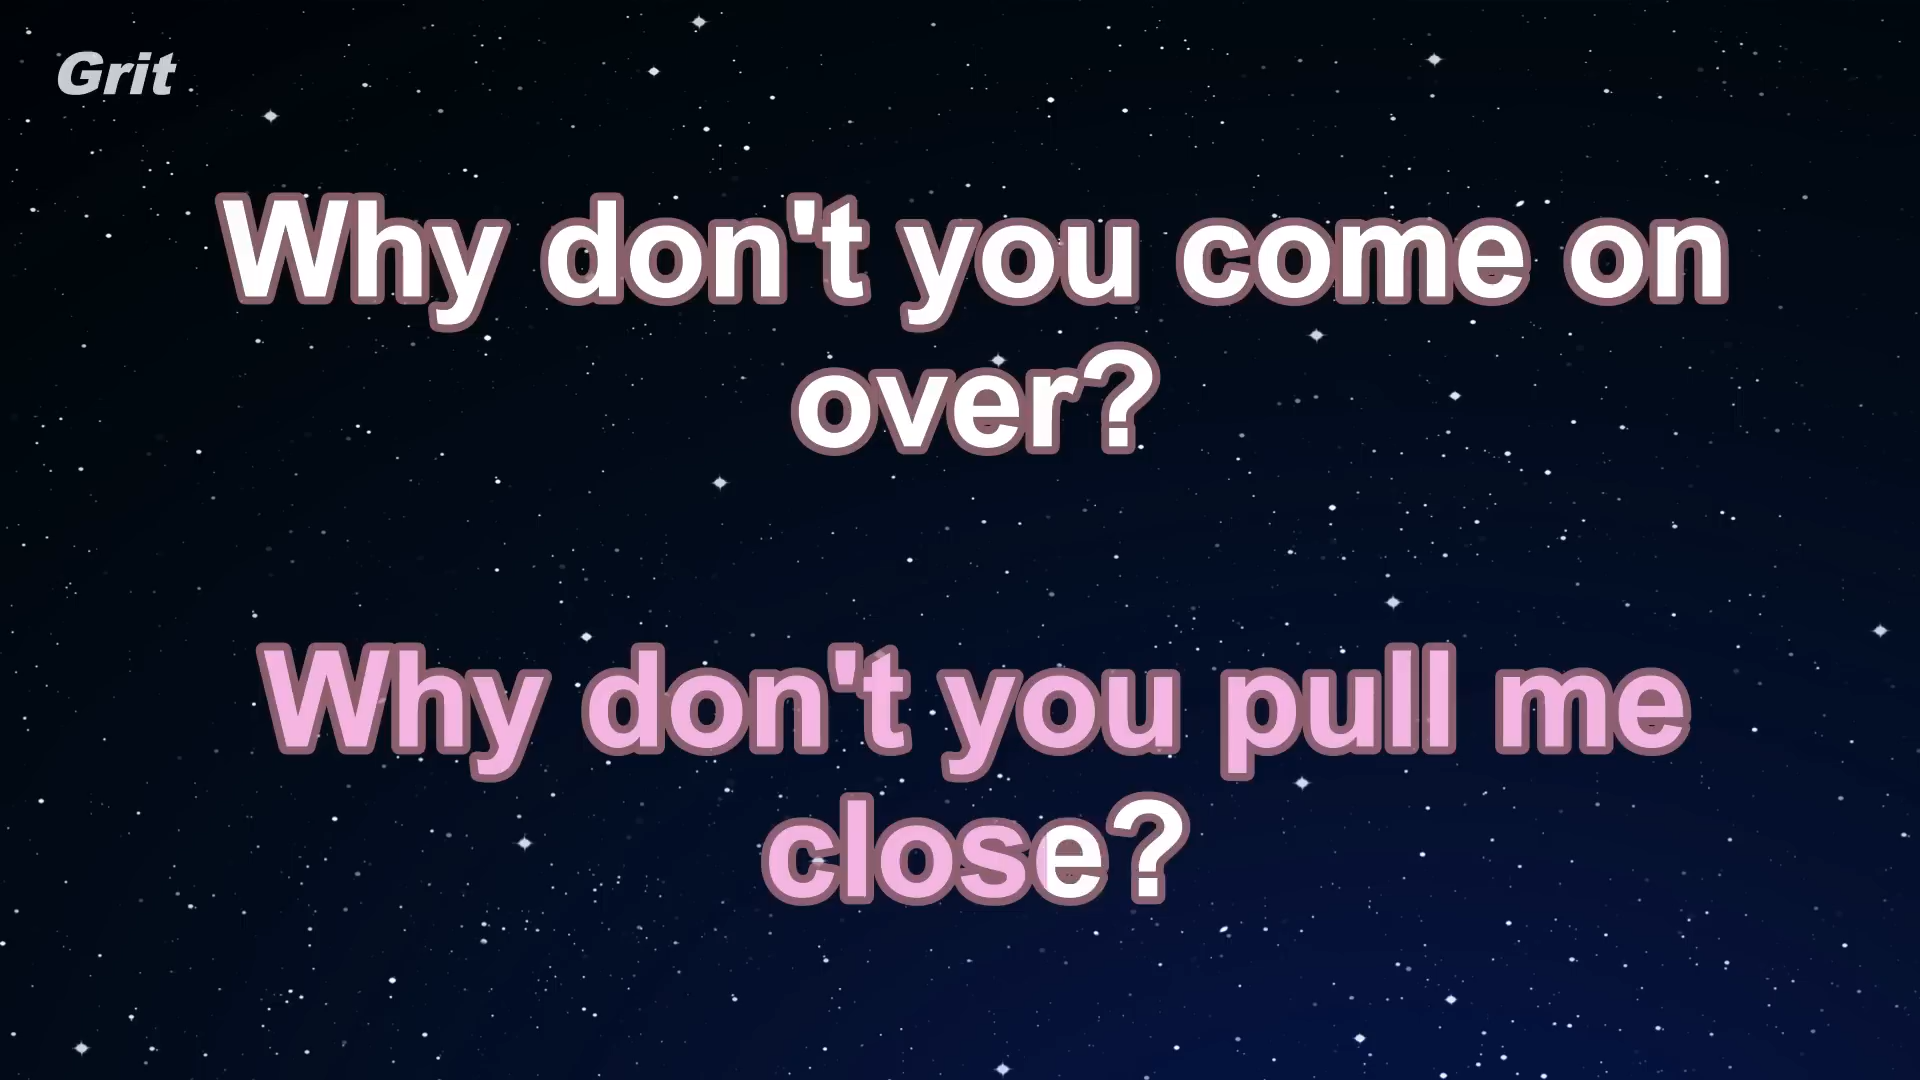 Grit
Why don't you come on
over?
Why don't you pull me
close?